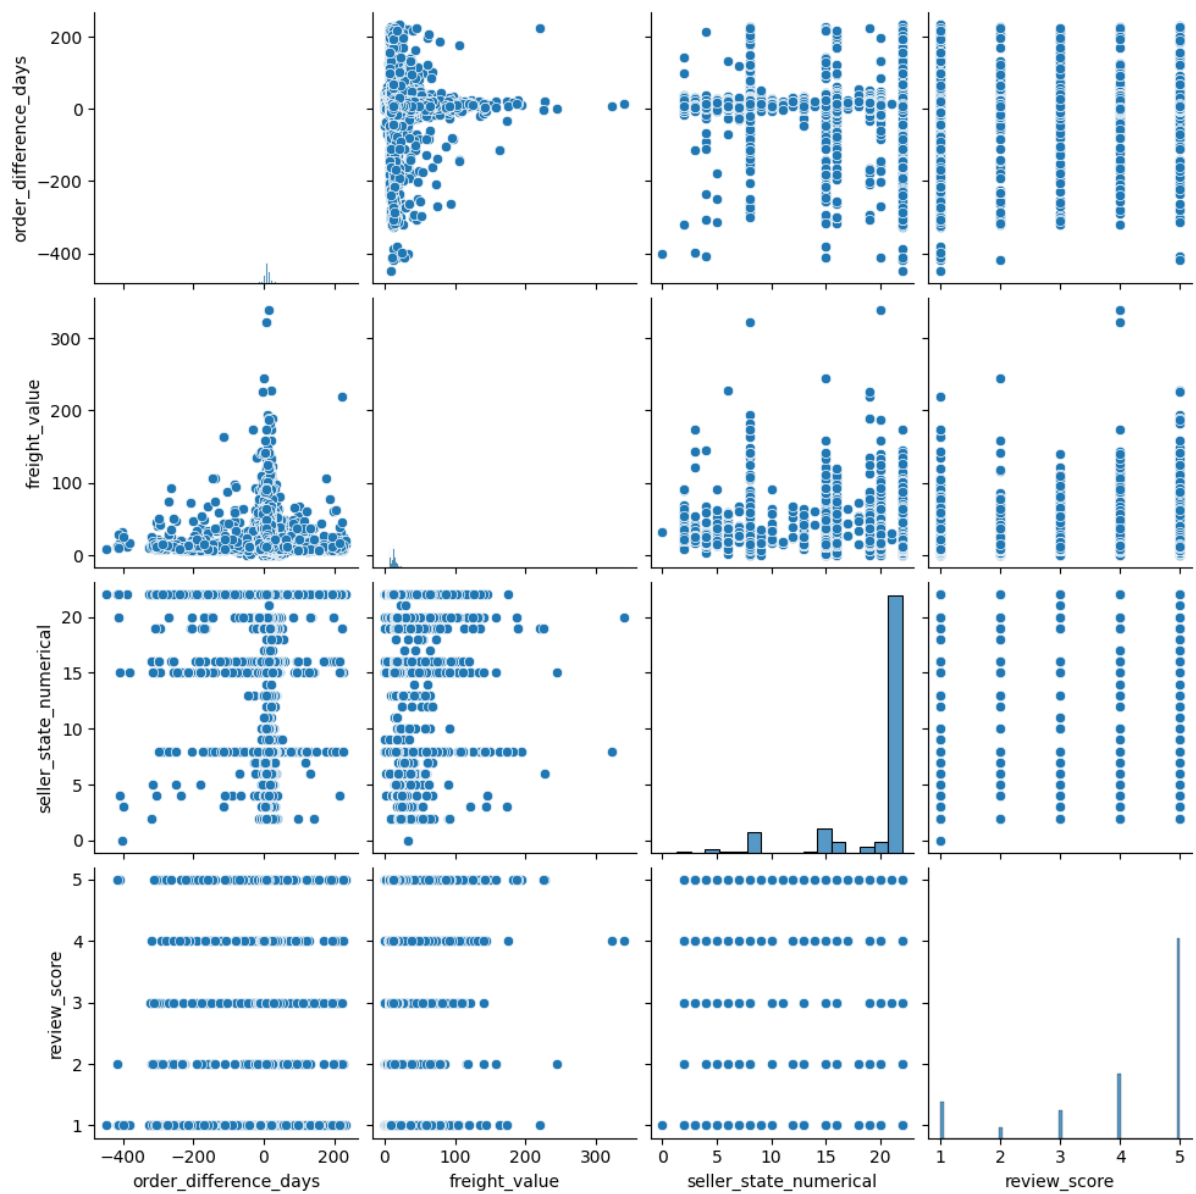 200
0
−200
−400
order_difference_days
300
200
100
0
freight_value
20
15
10
5
0
seller_state_numerical
5
4
3
2
1
review_score
−400 −200 0 200
0 100 200 300
0 5 10 15 20
1 2 3 4 5
order_difference_days
freight_value
seller_state_numerical
review_score